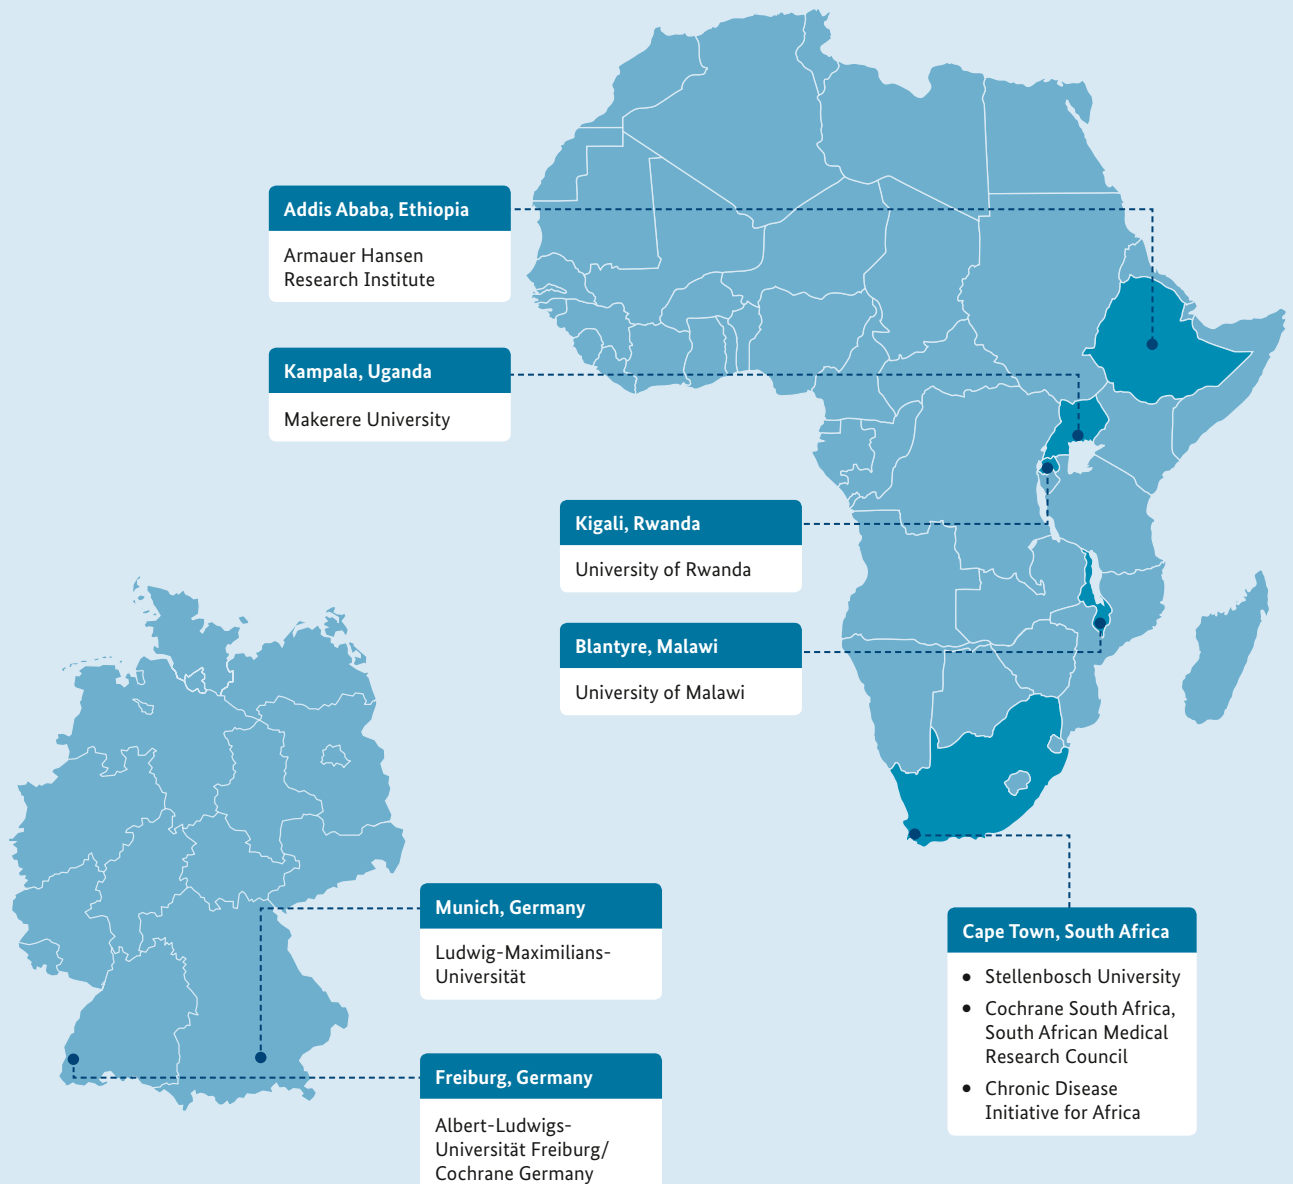 Addis Ababa, Ethiopia
Armauer Hansen
Research Institute
Kampala, Uganda
Makerere University
Kigali, Rwanda
University of Rwanda
Blantyre, Malawi
University of Malawi
Munich, Germany
Ludwig-Maximilians-
Universität
Freiburg, Germany
Albert-Ludwigs-
Universität Freiburg/
Cochrane Germany
Cape Town, South Africa
• Stellenbosch University
• Cochrane South Africa,
South African Medical
Research Council
• Chronic Disease
Initiative for Africa